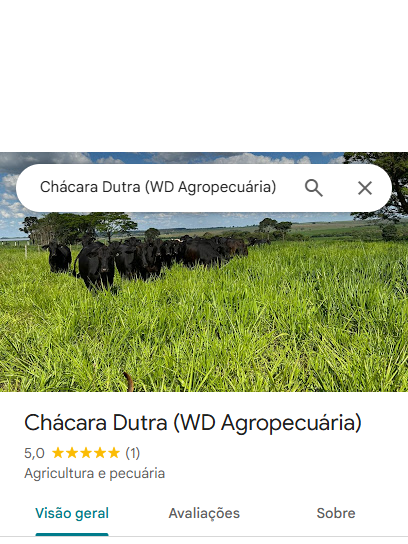 Chácara Dutra (WD Agropecuária)
Chácara Dutra (WD Agropecuária)
5,0 ★★★★★ (1)
Agricultura e pecuária
Visão geral Avaliações Sobre